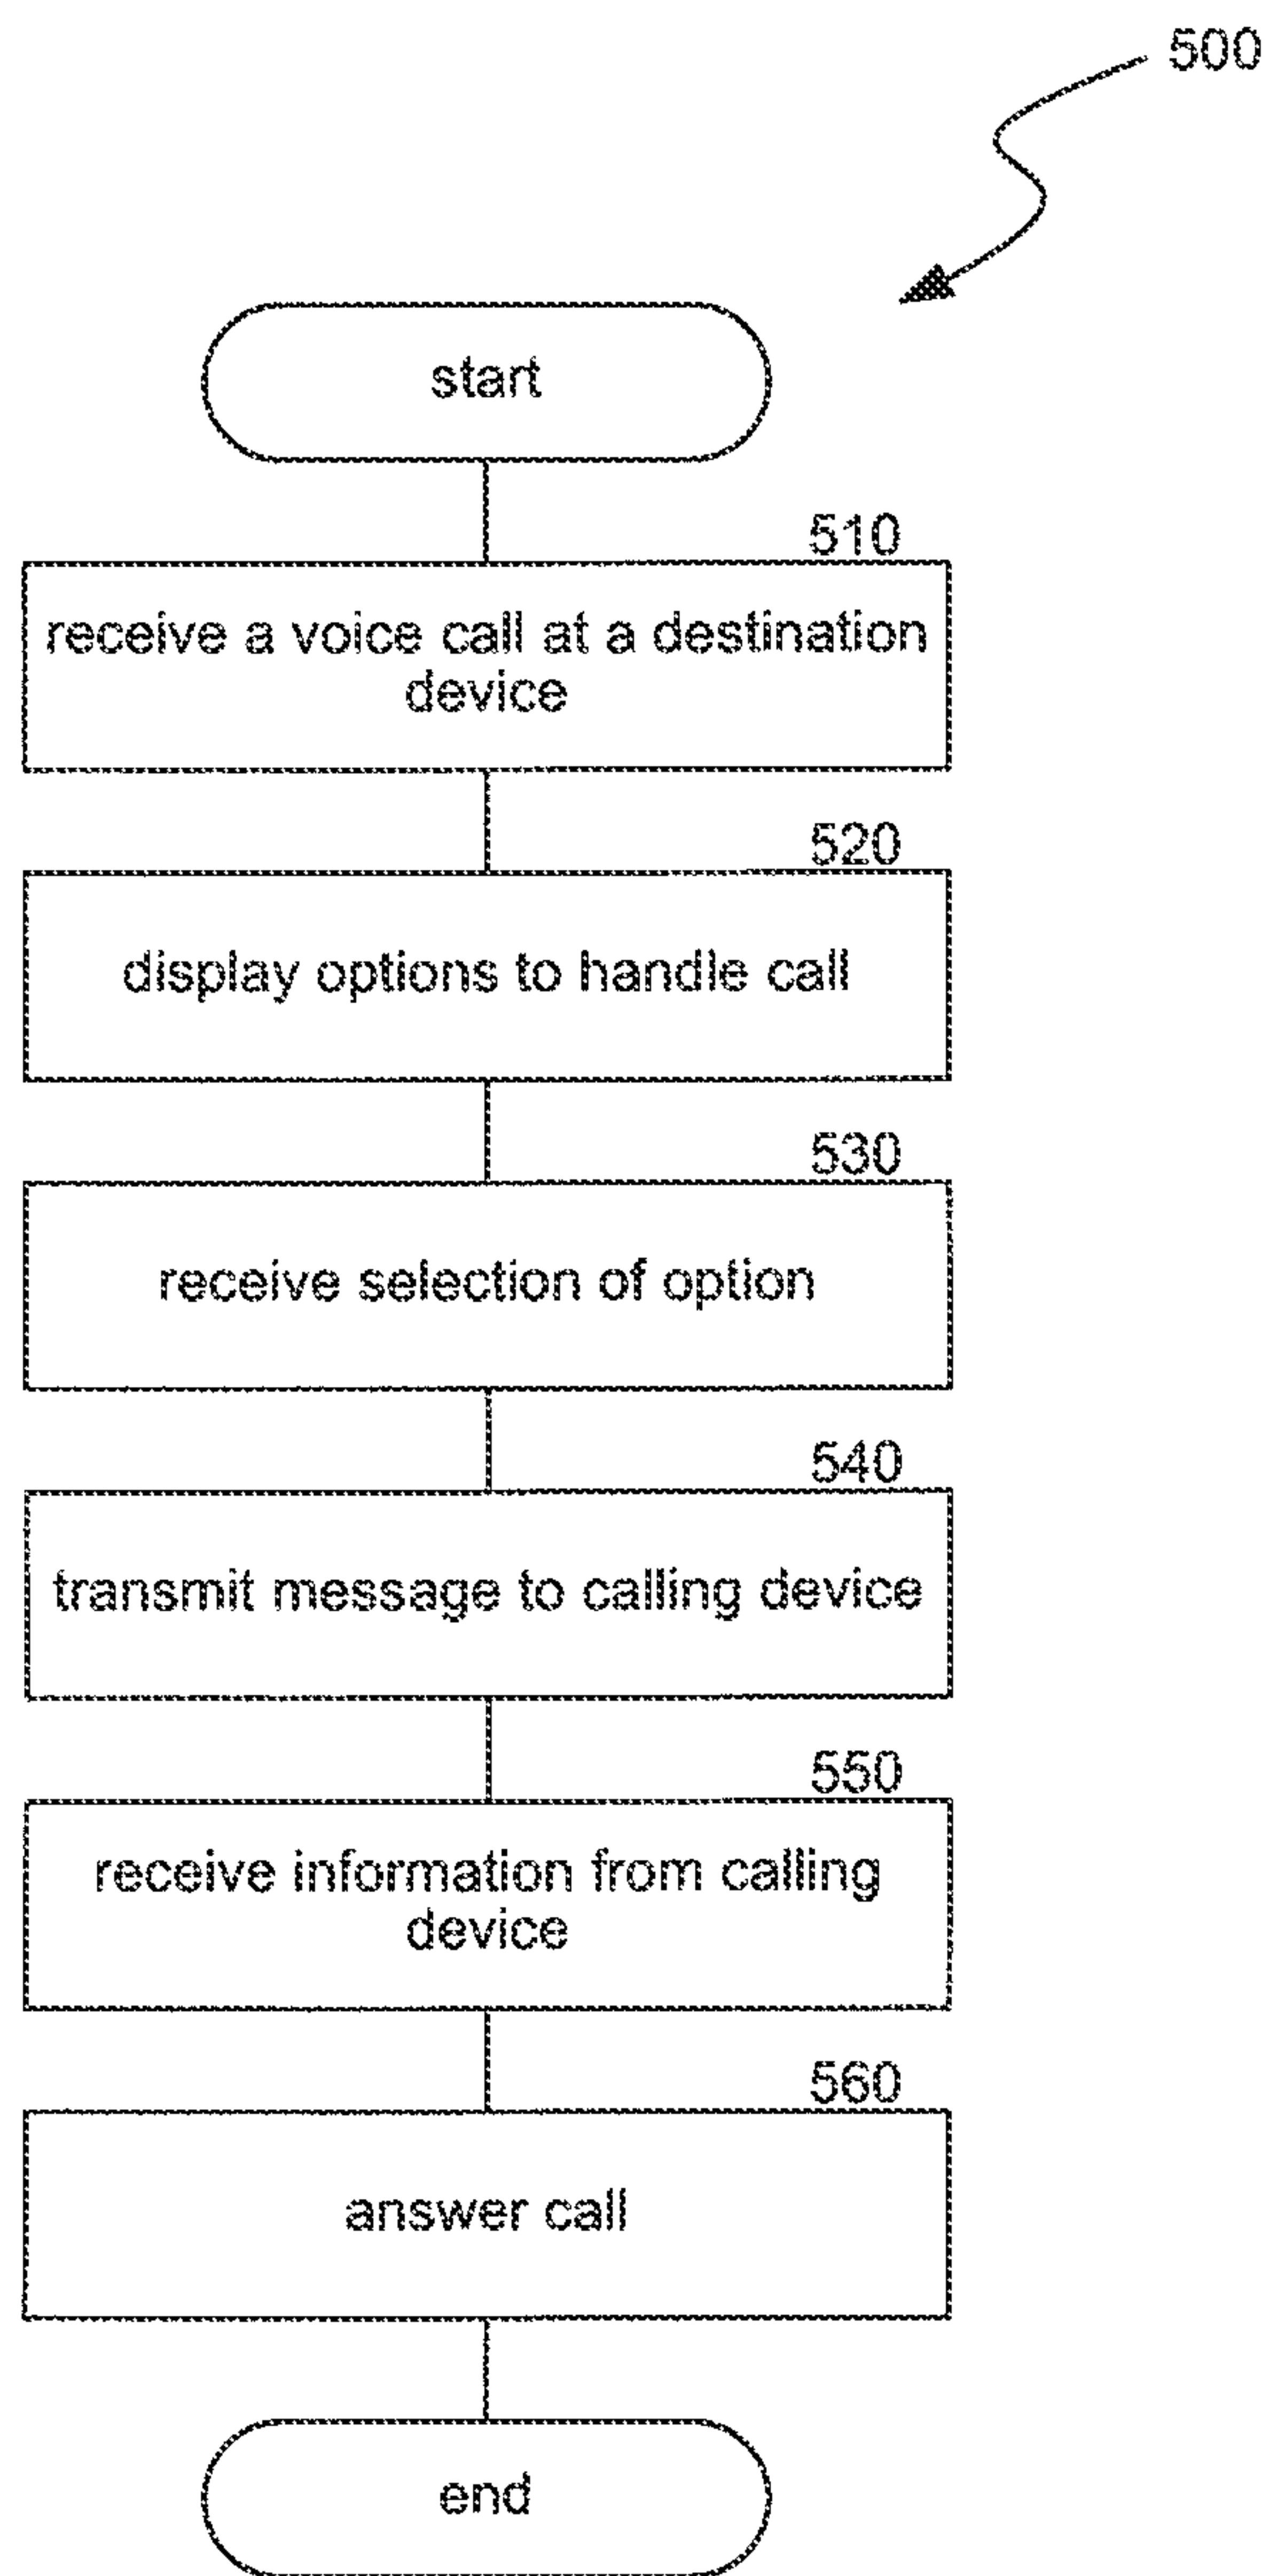 500
start
510
receive a voice call at a destination
device
520
display options to handle call
530
receive selection of option
540
transmit message to calling device
550
receive information from calling
device
560
answer call
end